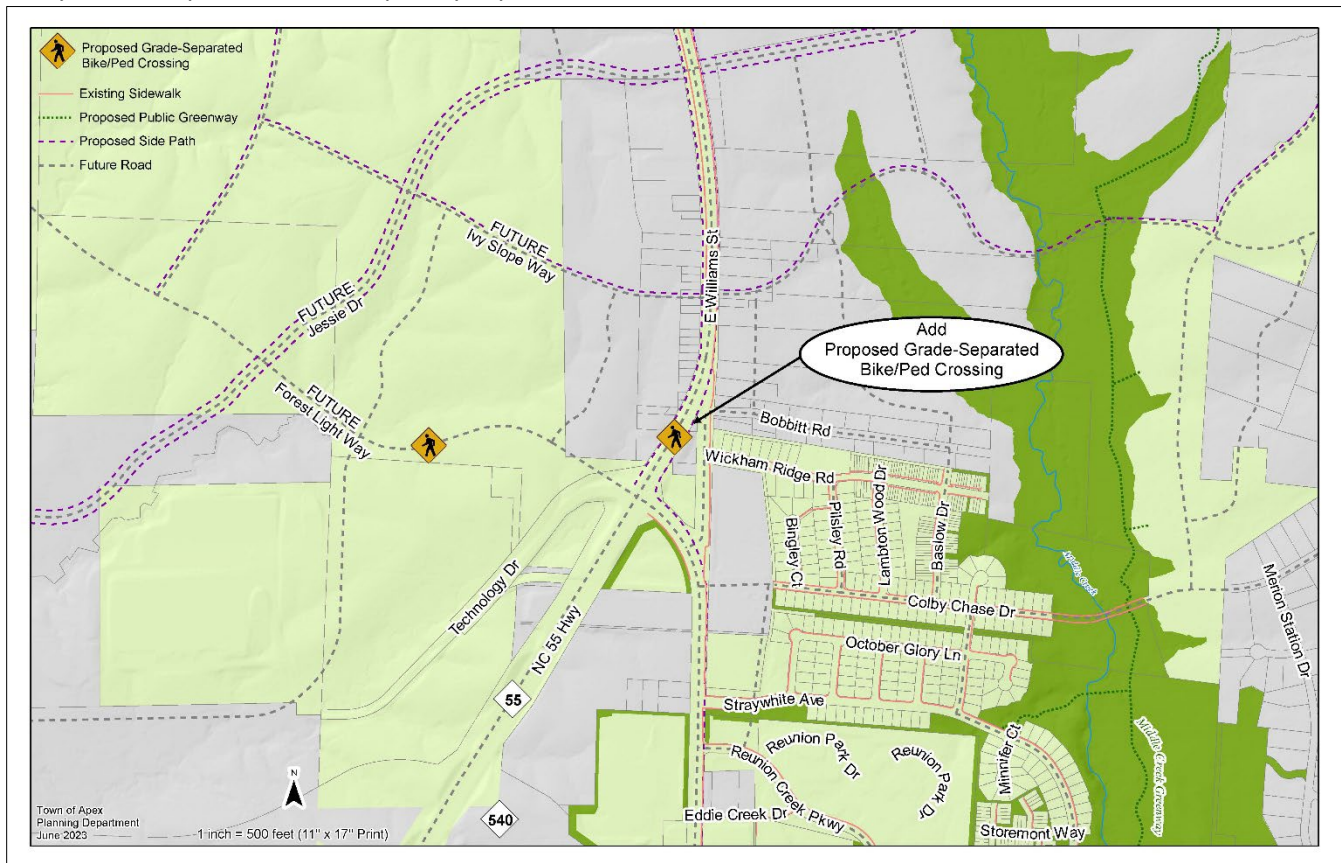 Proposed Grade-Separated
Bike/Ped Crossing
Existing Sidewalk
Proposed Public Greenway
Proposed Side Path
Future Road
FUTURE
Ivy Slope Way
E Williams St
FUTURE
Jessie Dr
Add
Proposed Grade-Separated
Bike/Ped Crossing
FUTURE
Forest Light Way
Bobbitt Rd
Wickham Ridge Rd
Bingley Ct
Pilsley Rd
Lampton Wood Dr
Baslow Dr
Middle Creek
Colby Chase Dr
Merion Station Dr
Technology Dr
NC 55 Hwy
October Glory Ln
55
Straywhite Ave
Minnifer Ct
Middle Creek Greenway
Reunion Park Dr
Reunion Park Dr
Reunion Creek Pkwy
N
Eddie Creek Dr
540
Storemont Way
Town of Apex
Planning Department
June 2023
1 inch = 500 feet (11" x 17" Print)